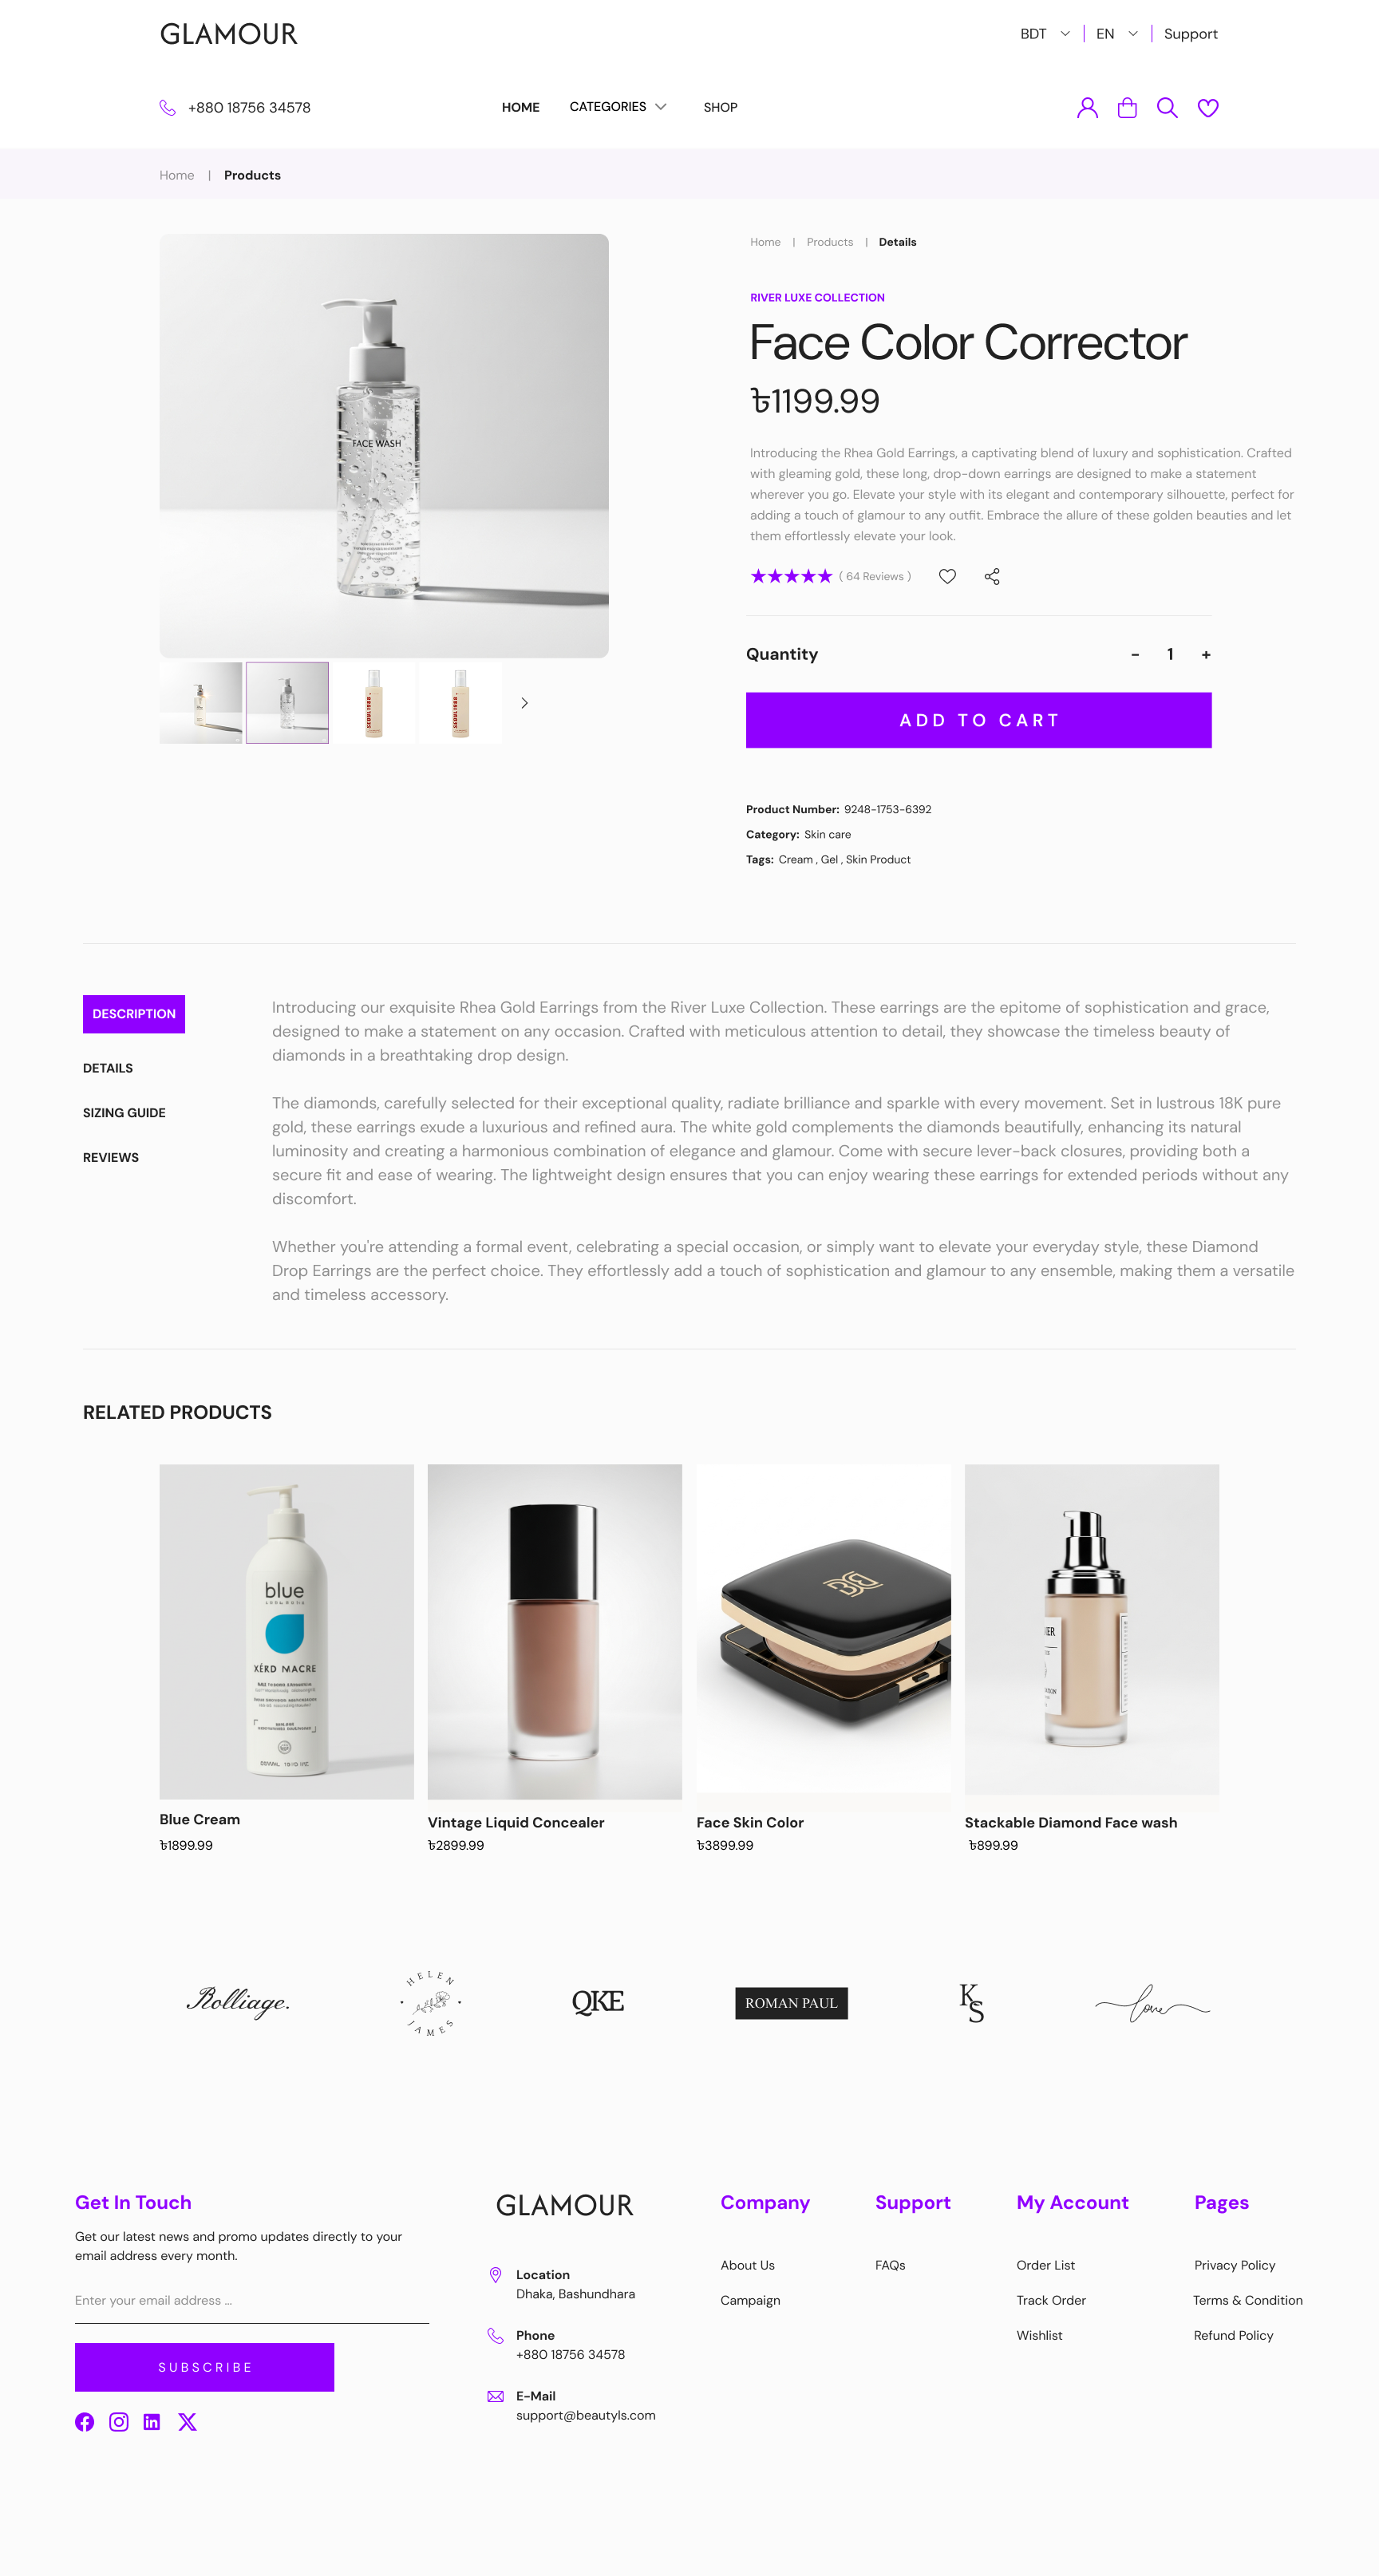 GLAMOUR
BDT EN Support
+880 18756 34578
HOME CATEGORIES SHOP
Home | Products
Home | Products | Details
RIVER LUXE COLLECTION
Face Color Corrector
৳1199.99
Introducing the Rhea Gold Earrings, a captivating blend of luxury and sophistication. Crafted
with gleaming gold, these long, drop-down earrings are designed to make a statement
wherever you go. Elevate your style with its elegant and contemporary silhouette, perfect for
adding a touch of glamour to any outfit. Embrace the allure of these golden beauties and let
them effortlessly elevate your look.
( 64 Reviews )
FACE WASH
SEOUL 1988
SEOUL 1988
Quantity - 1 +
ADD TO CART
Product Number: 9248-1753-6392
Category: Skin care
Tags: Cream , Gel , Skin Product
DESCRIPTION
DETAILS
SIZING GUIDE
REVIEWS
Introducing our exquisite Rhea Gold Earrings from the River Luxe Collection. These earrings are the epitome of sophistication and grace,
designed to make a statement on any occasion. Crafted with meticulous attention to detail, they showcase the timeless beauty of
diamonds in a breathtaking drop design.
The diamonds, carefully selected for their exceptional quality, radiate brilliance and sparkle with every movement. Set in lustrous 18K pure
gold, these earrings exude a luxurious and refined aura. The white gold complements the diamonds beautifully, enhancing its natural
luminosity and creating a harmonious combination of elegance and glamour. Come with secure lever-back closures, providing both a
secure fit and ease of wearing. The lightweight design ensures that you can enjoy wearing these earrings for extended periods without any
discomfort.
Whether you're attending a formal event, celebrating a special occasion, or simply want to elevate your everyday style, these Diamond
Drop Earrings are the perfect choice. They effortlessly add a touch of sophistication and glamour to any ensemble, making them a versatile
and timeless accessory.
RELATED PRODUCTS
blue
XÉRD MACRE
Blue Cream
৳1899.99
Vintage Liquid Concealer
৳2899.99
Face Skin Color
৳3899.99
Stackable Diamond Face wash
৳899.99
Rolliage.
HELEN JAMES
QKE
ROMAN PAUL
KS
love
Get In Touch
Get our latest news and promo updates directly to your
email address every month.
Enter your email address ...
SUBSCRIBE
GLAMOUR
Location
Dhaka, Bashundhara
Phone
+880 18756 34578
E-Mail
support@beautyls.com
Company
About Us
Campaign
Support
FAQs
My Account
Order List
Track Order
Wishlist
Pages
Privacy Policy
Terms & Condition
Refund Policy